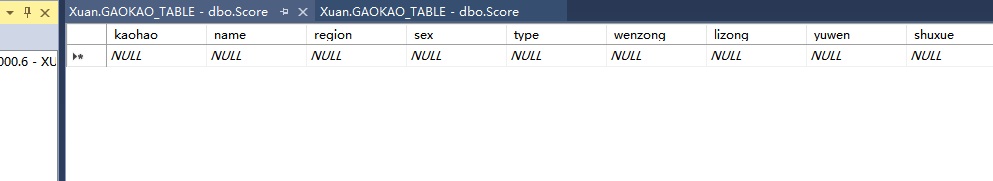 Xuan.GAOKAO_TABLE - dbo.Score Xuan.GAOKAO_TABLE - dbo.Score
kaohao name region sex type wenzong lizong yuwen shuxue
000.6 - XU
NULL NULL NULL NULL NULL NULL NULL NULL NULL